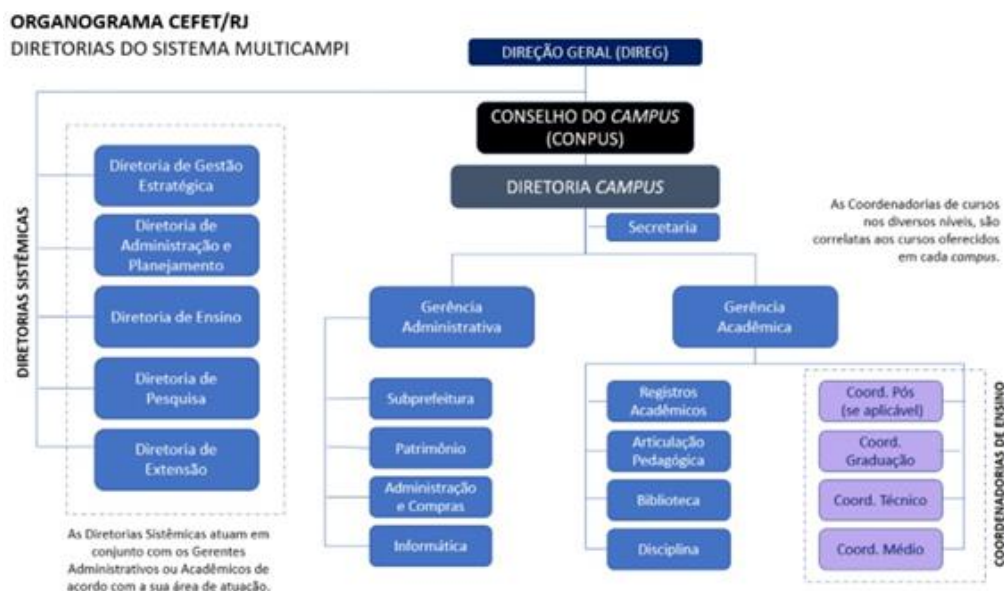 ORGANOGRAMA CEFET/RJ
DIRETORIAS DO SISTEMA MULTICAMPI
DIREÇÃO GERAL (DIREG)
CONSELHO DO CAMPUS
(CONPUS)
DIRETORIA CAMPUS
Secretaria
As Coordenadorias de cursos
nos diversos níveis, são
correlatas aos cursos oferecidos
em cada campus.
DIRETORIAS SISTÊMICAS
Diretoria de Gestão
Estratégica
Diretoria de
Administração e
Planejamento
Diretoria de Ensino
Diretoria de
Pesquisa
Diretoria de
Extensão
As Diretorias Sistêmicas atuam em
conjunto com os Gerentes
Administrativos ou Acadêmicos de
acordo com a sua área de atuação.
Gerência
Administrativa
Subprefeitura
Patrimônio
Administração
e Compras
Informática
Gerência
Acadêmica
Registros
Acadêmicos
Articulação
Pedagógica
Biblioteca
Disciplina
Coord. Pós
(se aplicável)
Coord.
Graduação
Coord. Técnico
Coord. Médio
COORDENADORIAS DE ENSINO